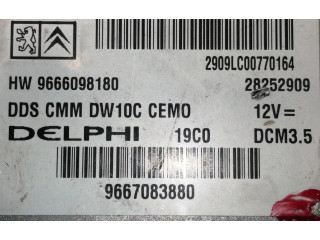 2909LC00770164
HW 9666098180 28252909
DDS CMM DW10C CEMO 12V=
DELPHI 19C0 DCM3.5
9667083880